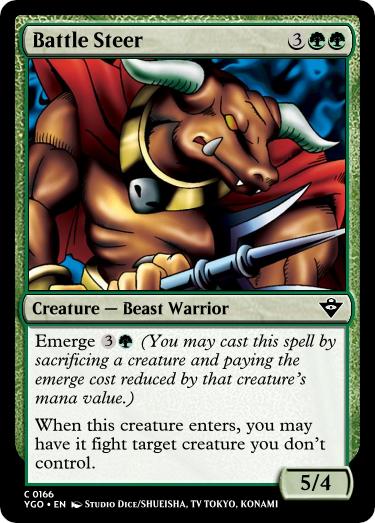 Battle Steer 3
Creature — Beast Warrior
Emerge 3 (You may cast this spell by
sacrificing a creature and paying the
emerge cost reduced by that creature's
mana value.)
When this creature enters, you may
have it fight target creature you don't
control.
5/4
C 0166
YGO • EN Studio Dice/SHUEISHA, TV TOKYO, KONAMI